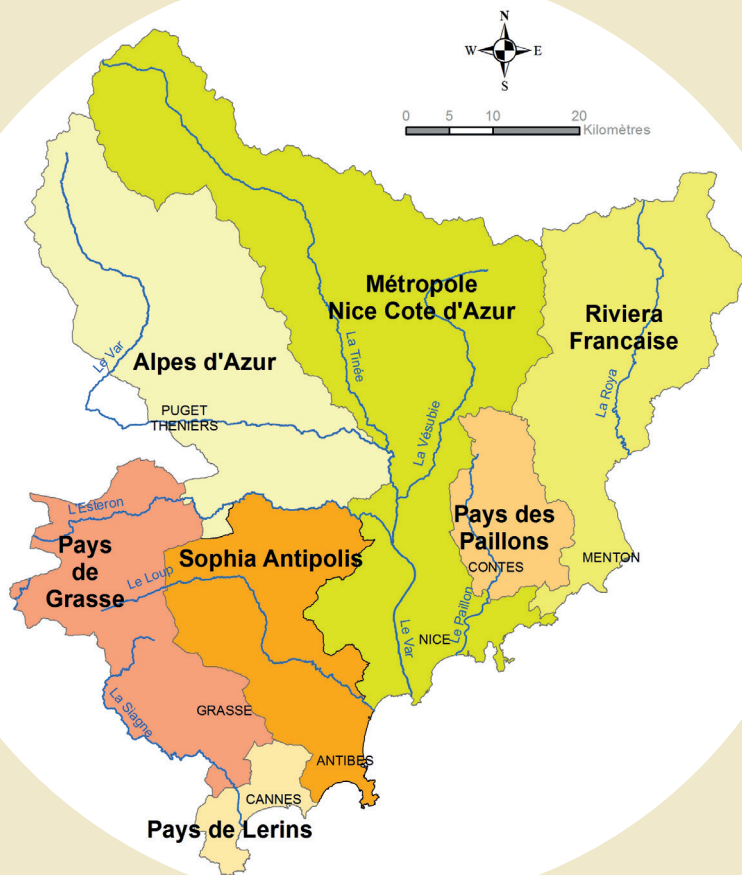 N
W E
S
0 5 10 20
Kilomètres
Métropole
Nice Cote d'Azur
Riviera
Francaise
Alpes d'Azur
Le Var
La Tinée
La Vésubie
La Roya
PUGET
THENIERS
L'Esteron
Pays
de
Grasse
Sophia Antipolis
Le Loup
Pays des
Paillons
CONTES
MENTON
Le Paillon
NICE
Le Var
La Siagne
GRASSE
ANTIBES
CANNES
Pays de Lerins